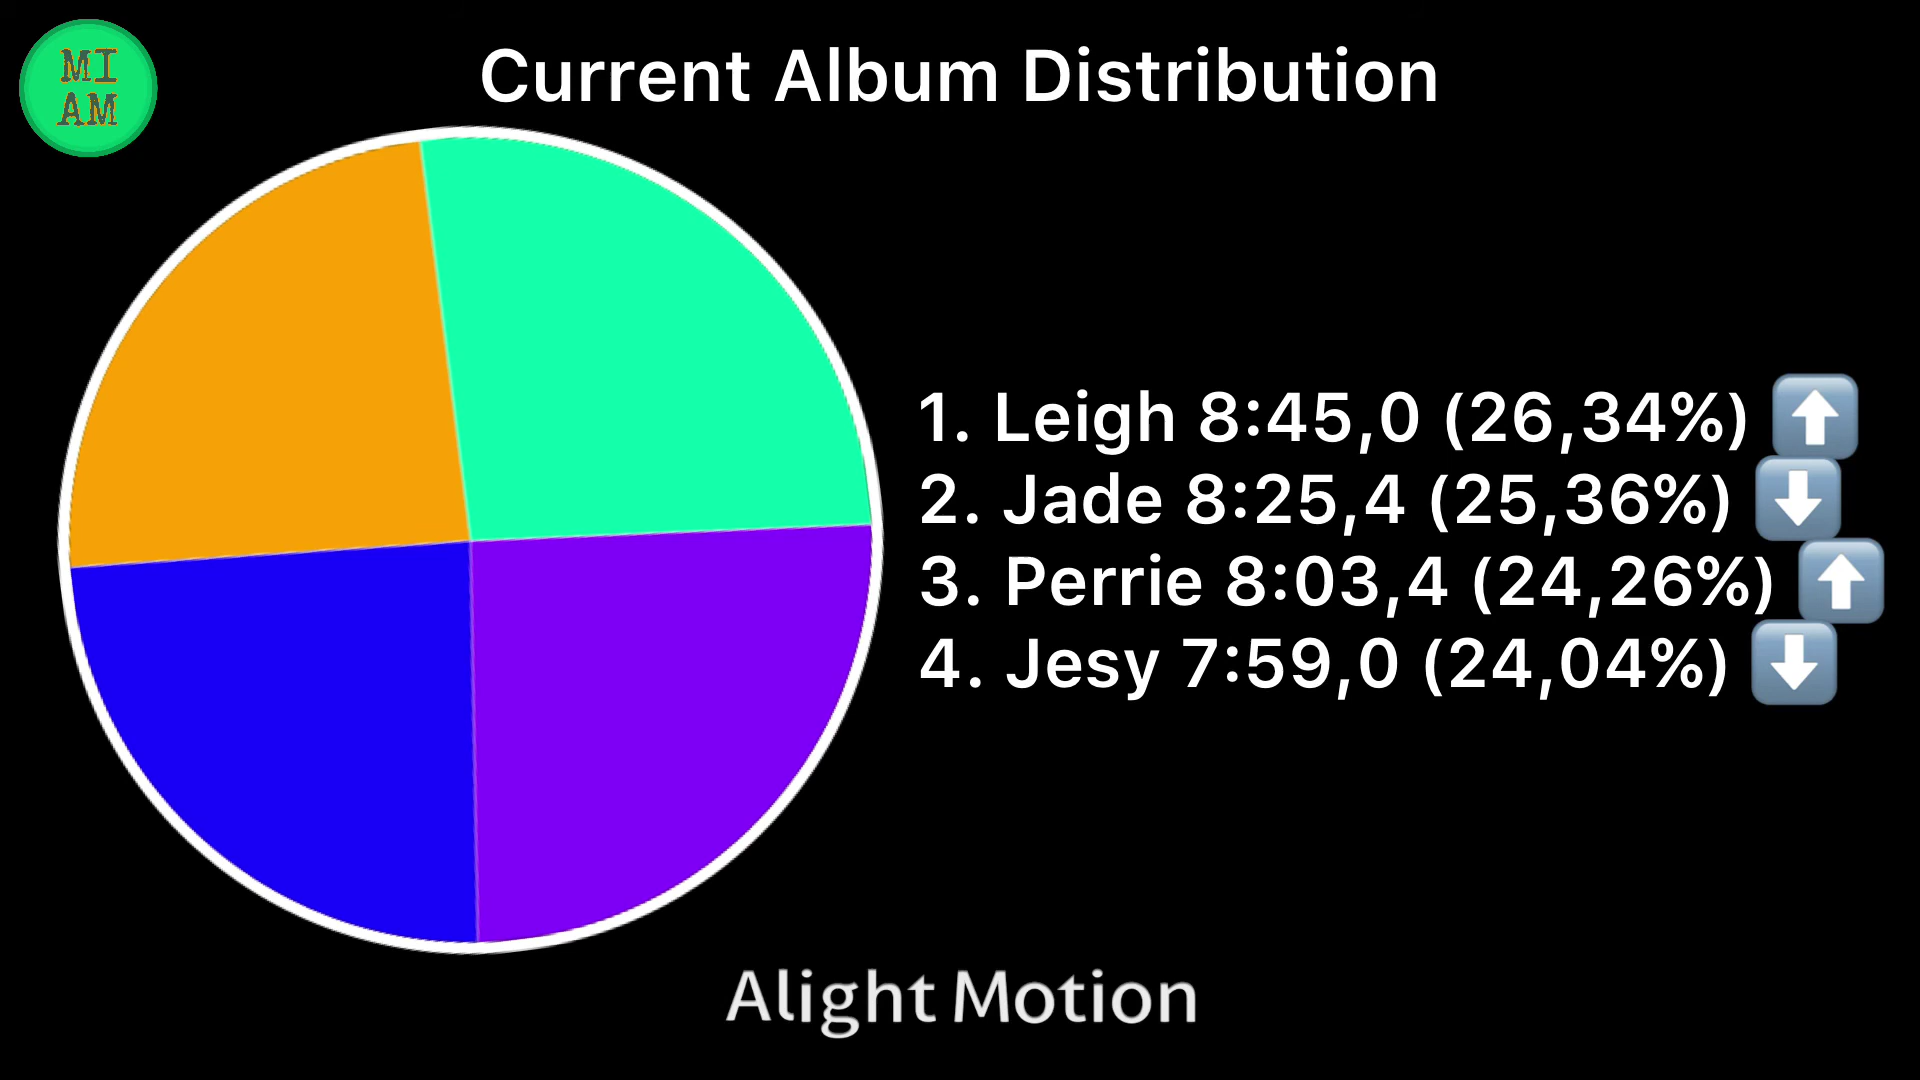 MI
AM
Current Album Distribution
1. Leigh 8:45,0 (26,34%) ⬆️
2. Jade 8:25,4 (25,36%) ⬇️
3. Perrie 8:03,4 (24,26%) ⬆️
4. Jesy 7:59,0 (24,04%) ⬇️
Alight Motion